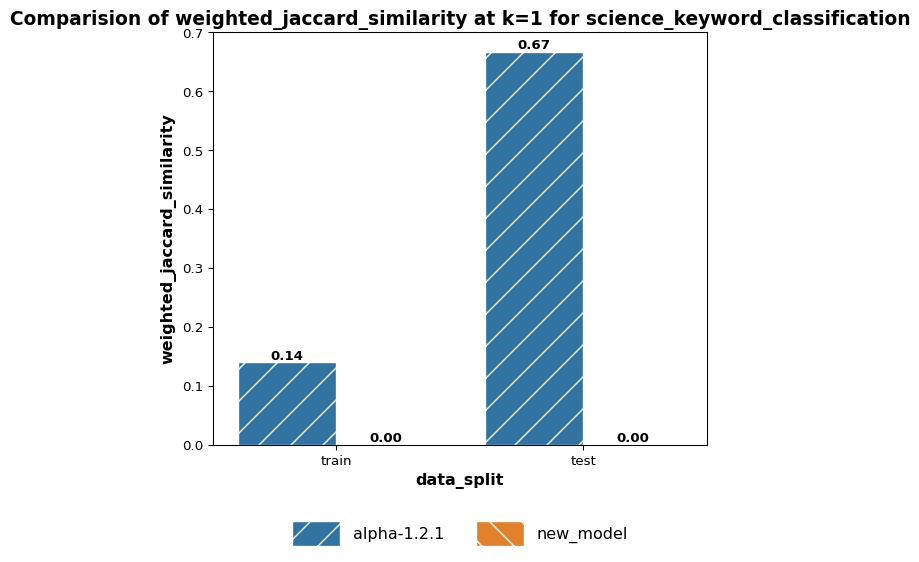 Comparision of weighted_jaccard_similarity at k=1 for science_keyword_classification
0.7
0.6
0.5
0.4
0.3
0.2
0.1
0.0
weighted_jaccard_similarity
0.67
0.14
0.00
0.00
train
test
data_split
alpha-1.2.1
new_model